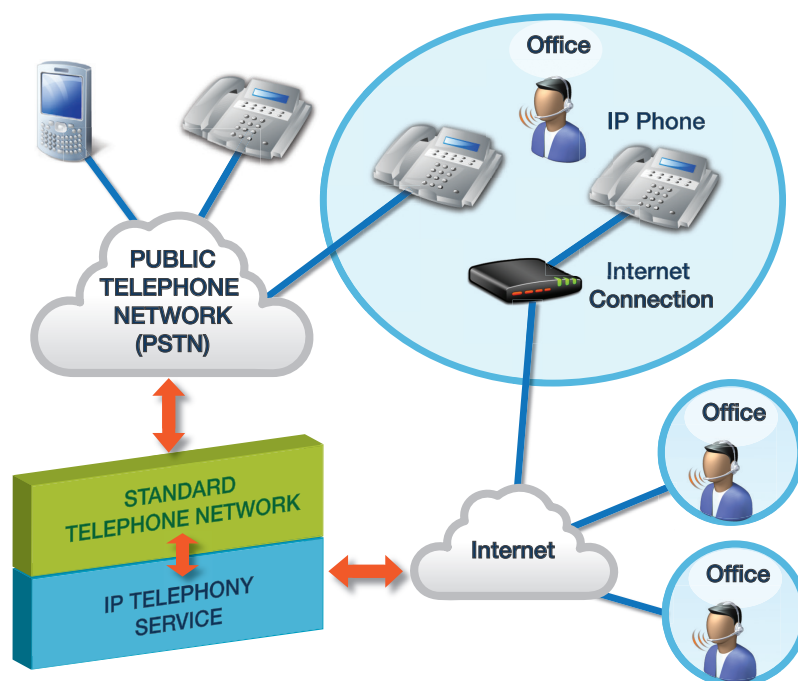 Office
IP Phone
PUBLIC
TELEPHONE
NETWORK
(PSTN)
Internet
Connection
Office
STANDARD
TELEPHONE NETWORK
Internet
IP TELEPHONY
SERVICE
Office